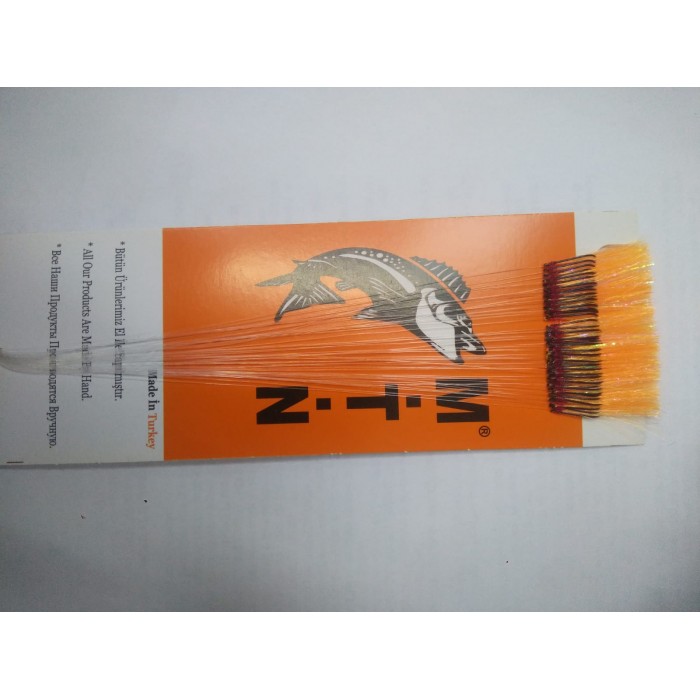 M.T.N®
Made in Turkey
* Bütün Ürünlerimiz El ile Yapılmıştır.
* All Our Products Are Made By Hand.
* Все Наши Продукты Производятся Вручную.